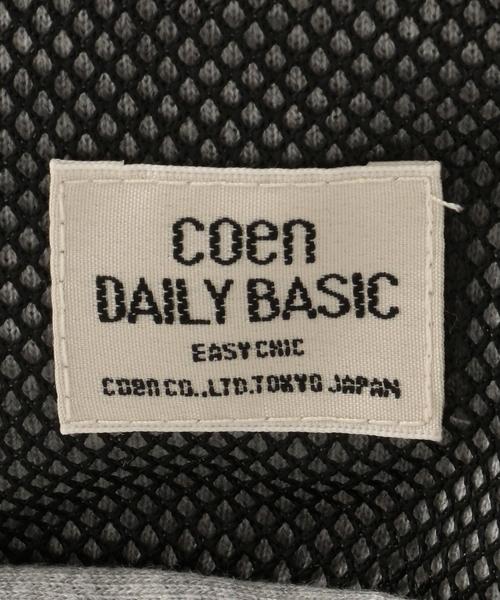 coen
DAILY BASIC
EASY CHIC
coen CO.,LTD.TOKYO JAPAN